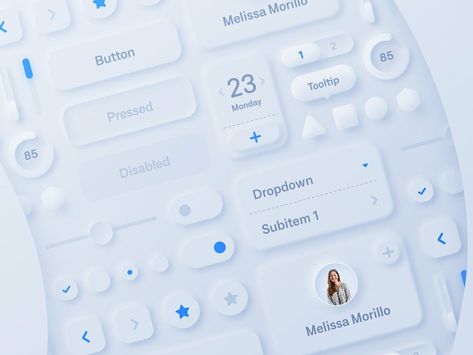 Melissa Morillo
Button
Pressed
Disabled
23
Monday
1
2
Tooltip
85
85
Dropdown
Subitem 1
Melissa Morillo